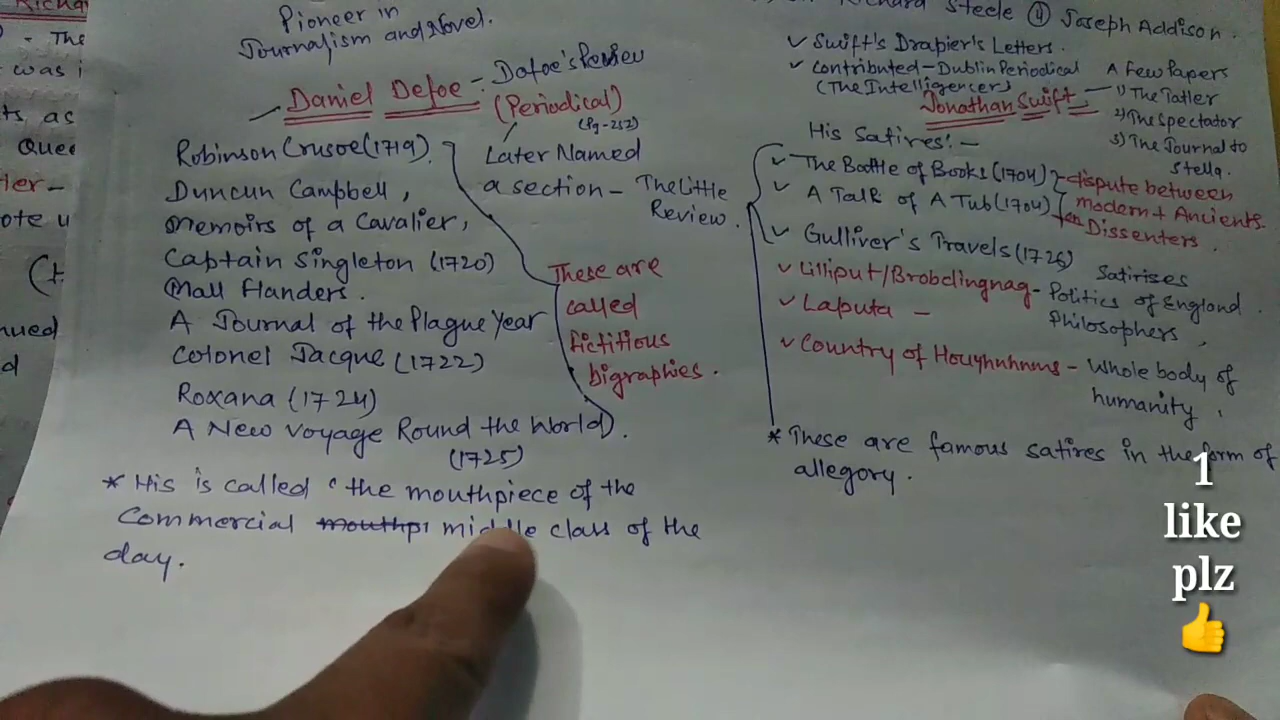 Pioneer in
Journalism and Novel.
Daniel Defoe - Defoe's Review
(Periodical)
(Pg-252)
Later Named
a section - The Little
Review.
Robinson Crusoe (1719)
Duncun Campbell,
Memoirs of a Cavalier,
Captain Singleton (1720)
Moll Flanders.
A Journal of the Plague Year
Colonel Jacque (1722)
Roxana (1724)
A New Voyage Round the World.
(1725)
These are
called
fictitious
bigraphies.
* His is called 'the mouthpiece of the
Commercial mouthpi middle class of the
day.
Richard Steele (4) Joseph Addison.
✓ Swift's Drapier's Letters.
✓ Contributed - Dublin Periodical
(The Intelligencer)
Jonathan Swift
A Few Papers
1) The Tatler
2) The Spectator
3) The Journal to
Stella.
His Satires: -
✓ The Battle of Books (1704)
✓ A Talk of A Tub (1704)
dispute between
modern + Ancients.
Dissenters.
✓ Gulliver's Travels (1726)
✓ Lilliput/Brobdingnag - Satirises
Politics of England.
✓ Laputa - Philosophers,
✓ Country of Houyhnhnms - Whole body of
humanity,
* These are famous satires in the form of
allegory.
1
like
plz
👍